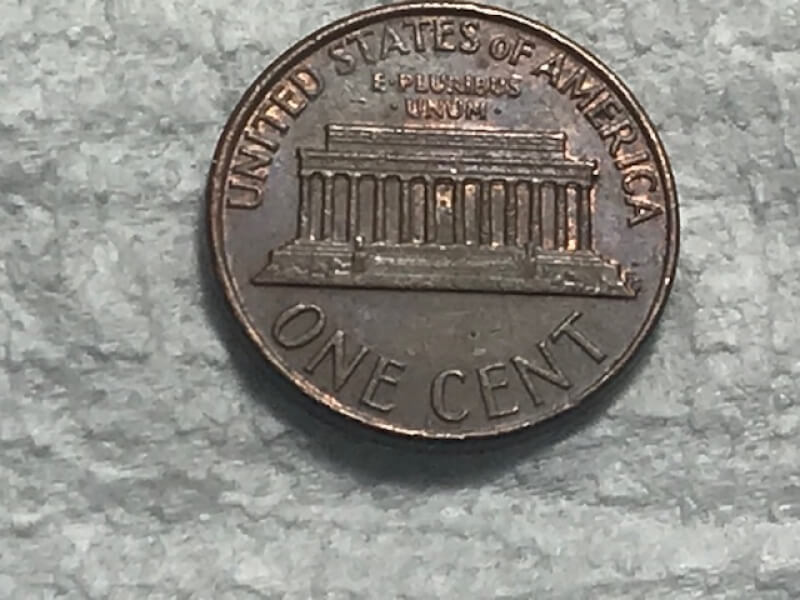 UNITED STATES OF AMERICA
E·PLURIBUS
·UNUM·
ONE CENT